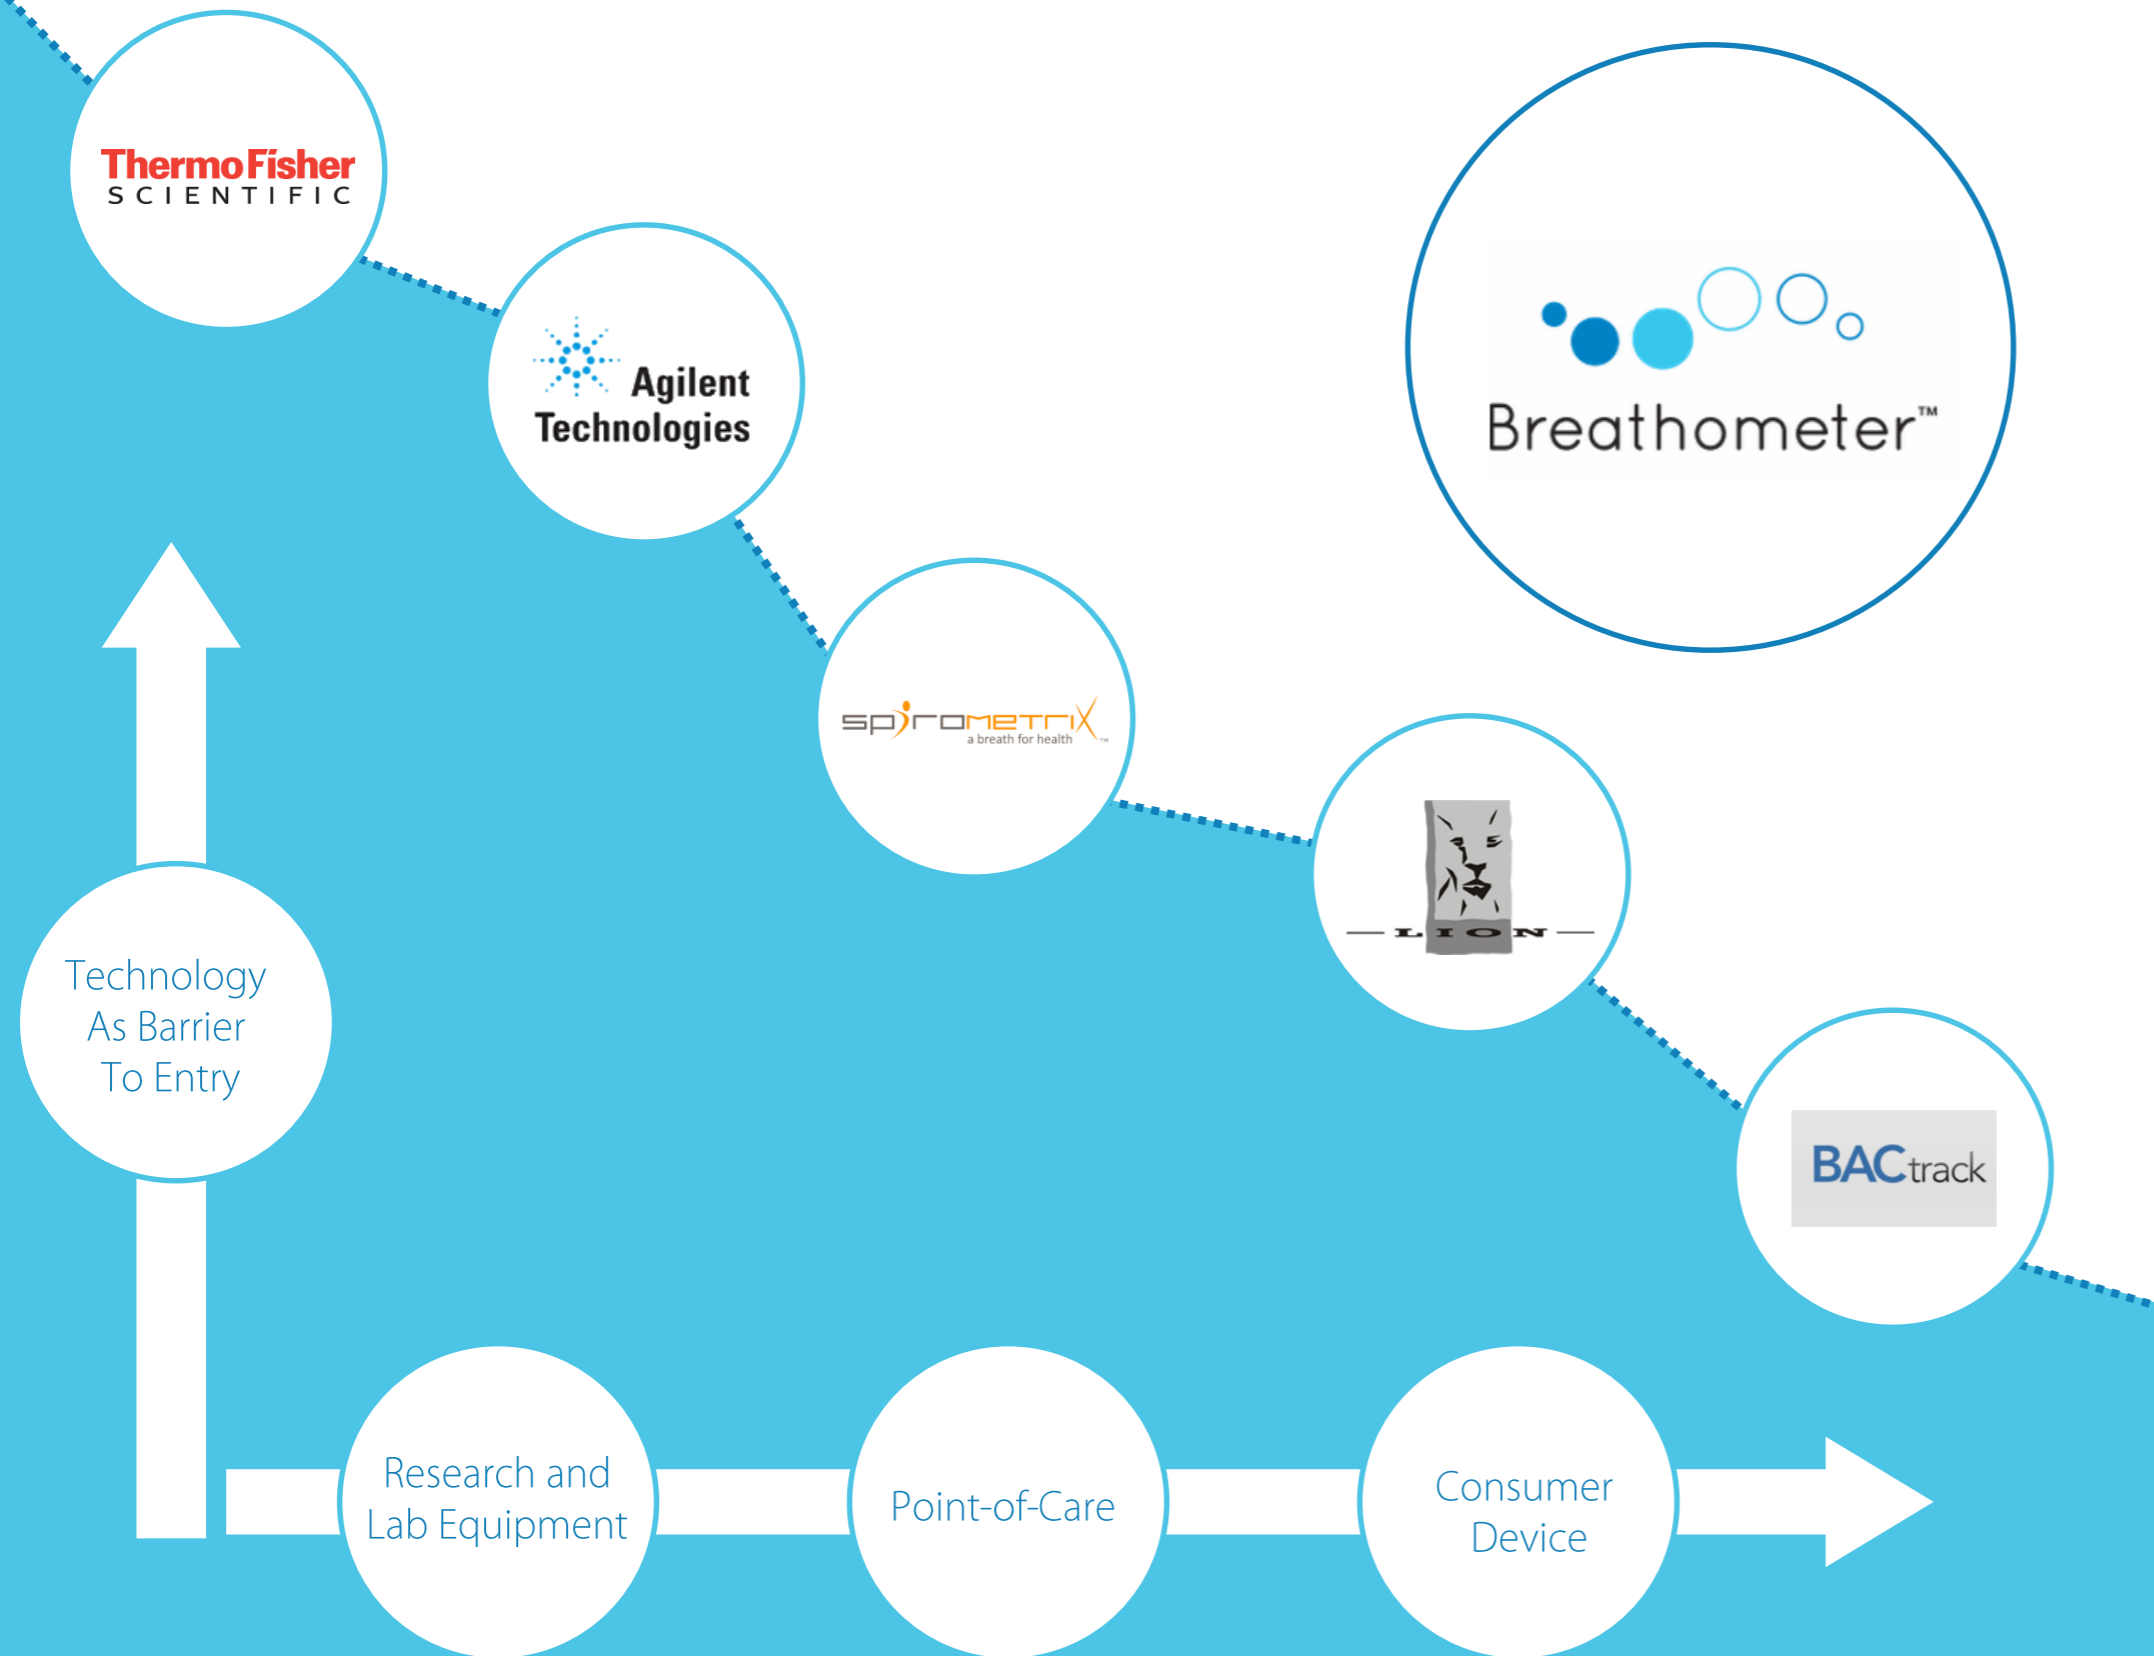 ThermoFisher
SCIENTIFIC
Agilent
Technologies
Breathometer™
spirometrix
a breath for health ™
LION
Technology
As Barrier
To Entry
BACtrack
Research and
Lab Equipment
Point-of-Care
Consumer
Device